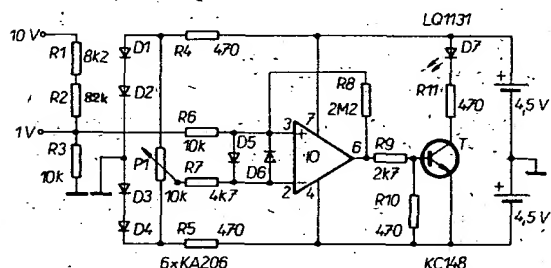 LQ1131
10 V
R1
8k2
D1
R4
470
D7
R2
82k
D2
R8
2M2
R11
470
4,5 V
1 V
R6
10k
D5
3
7
IO
6
R9
2k7
T
R3
10k
P1
10k
R7
4k7
D6
2
4
R10
470
D3
D4
R5
470
4,5 V
6×KA206
KC148